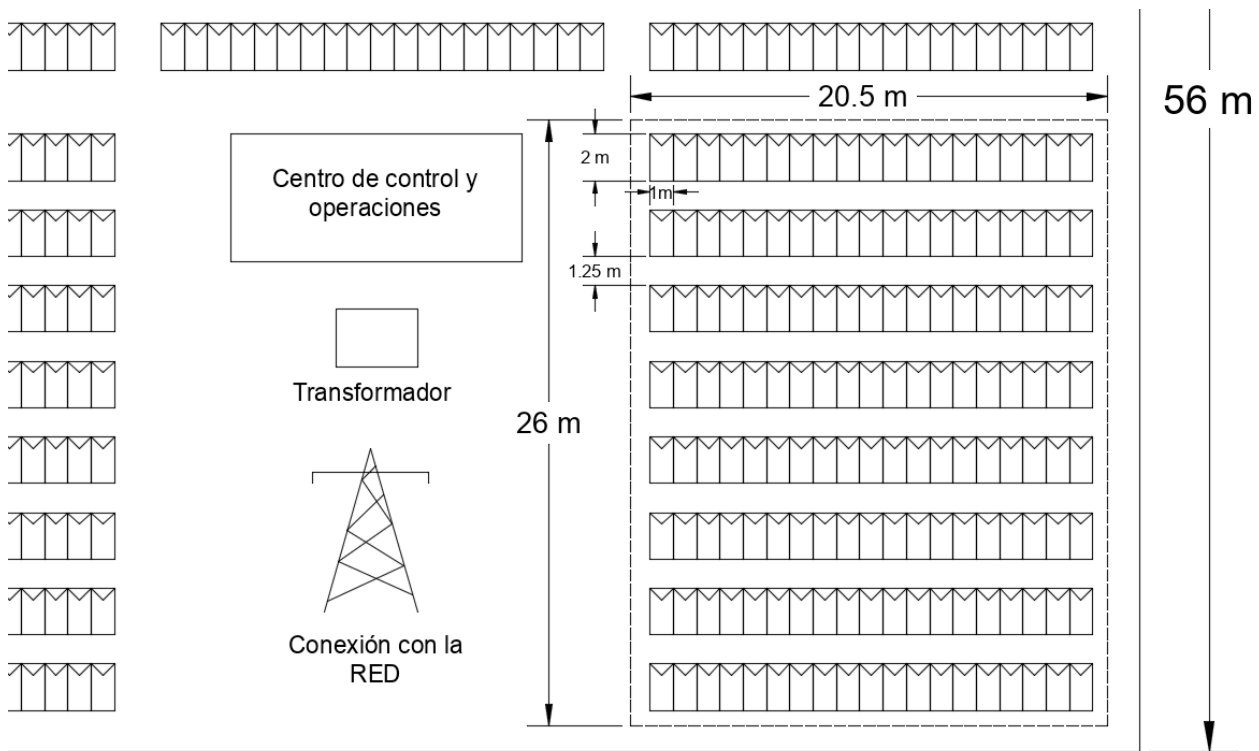 20.5 m
56 m
2 m
Centro de control y
operaciones
1m
1.25 m
Transformador
26 m
Conexión con la
RED